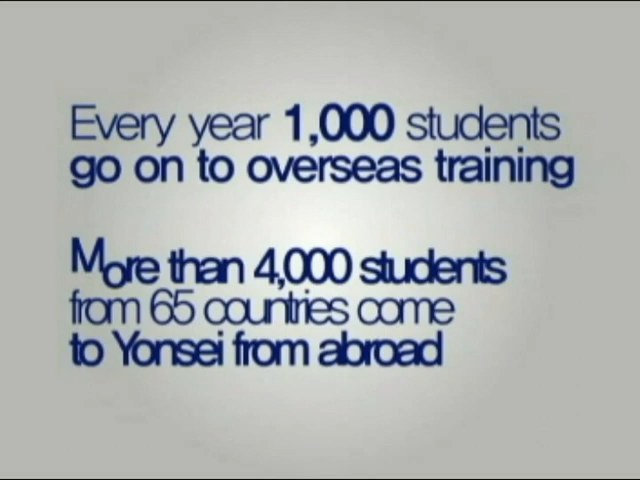 Every year 1,000 students
go on to overseas training
More than 4,000 students
from 65 countries come
to Yonsei from abroad